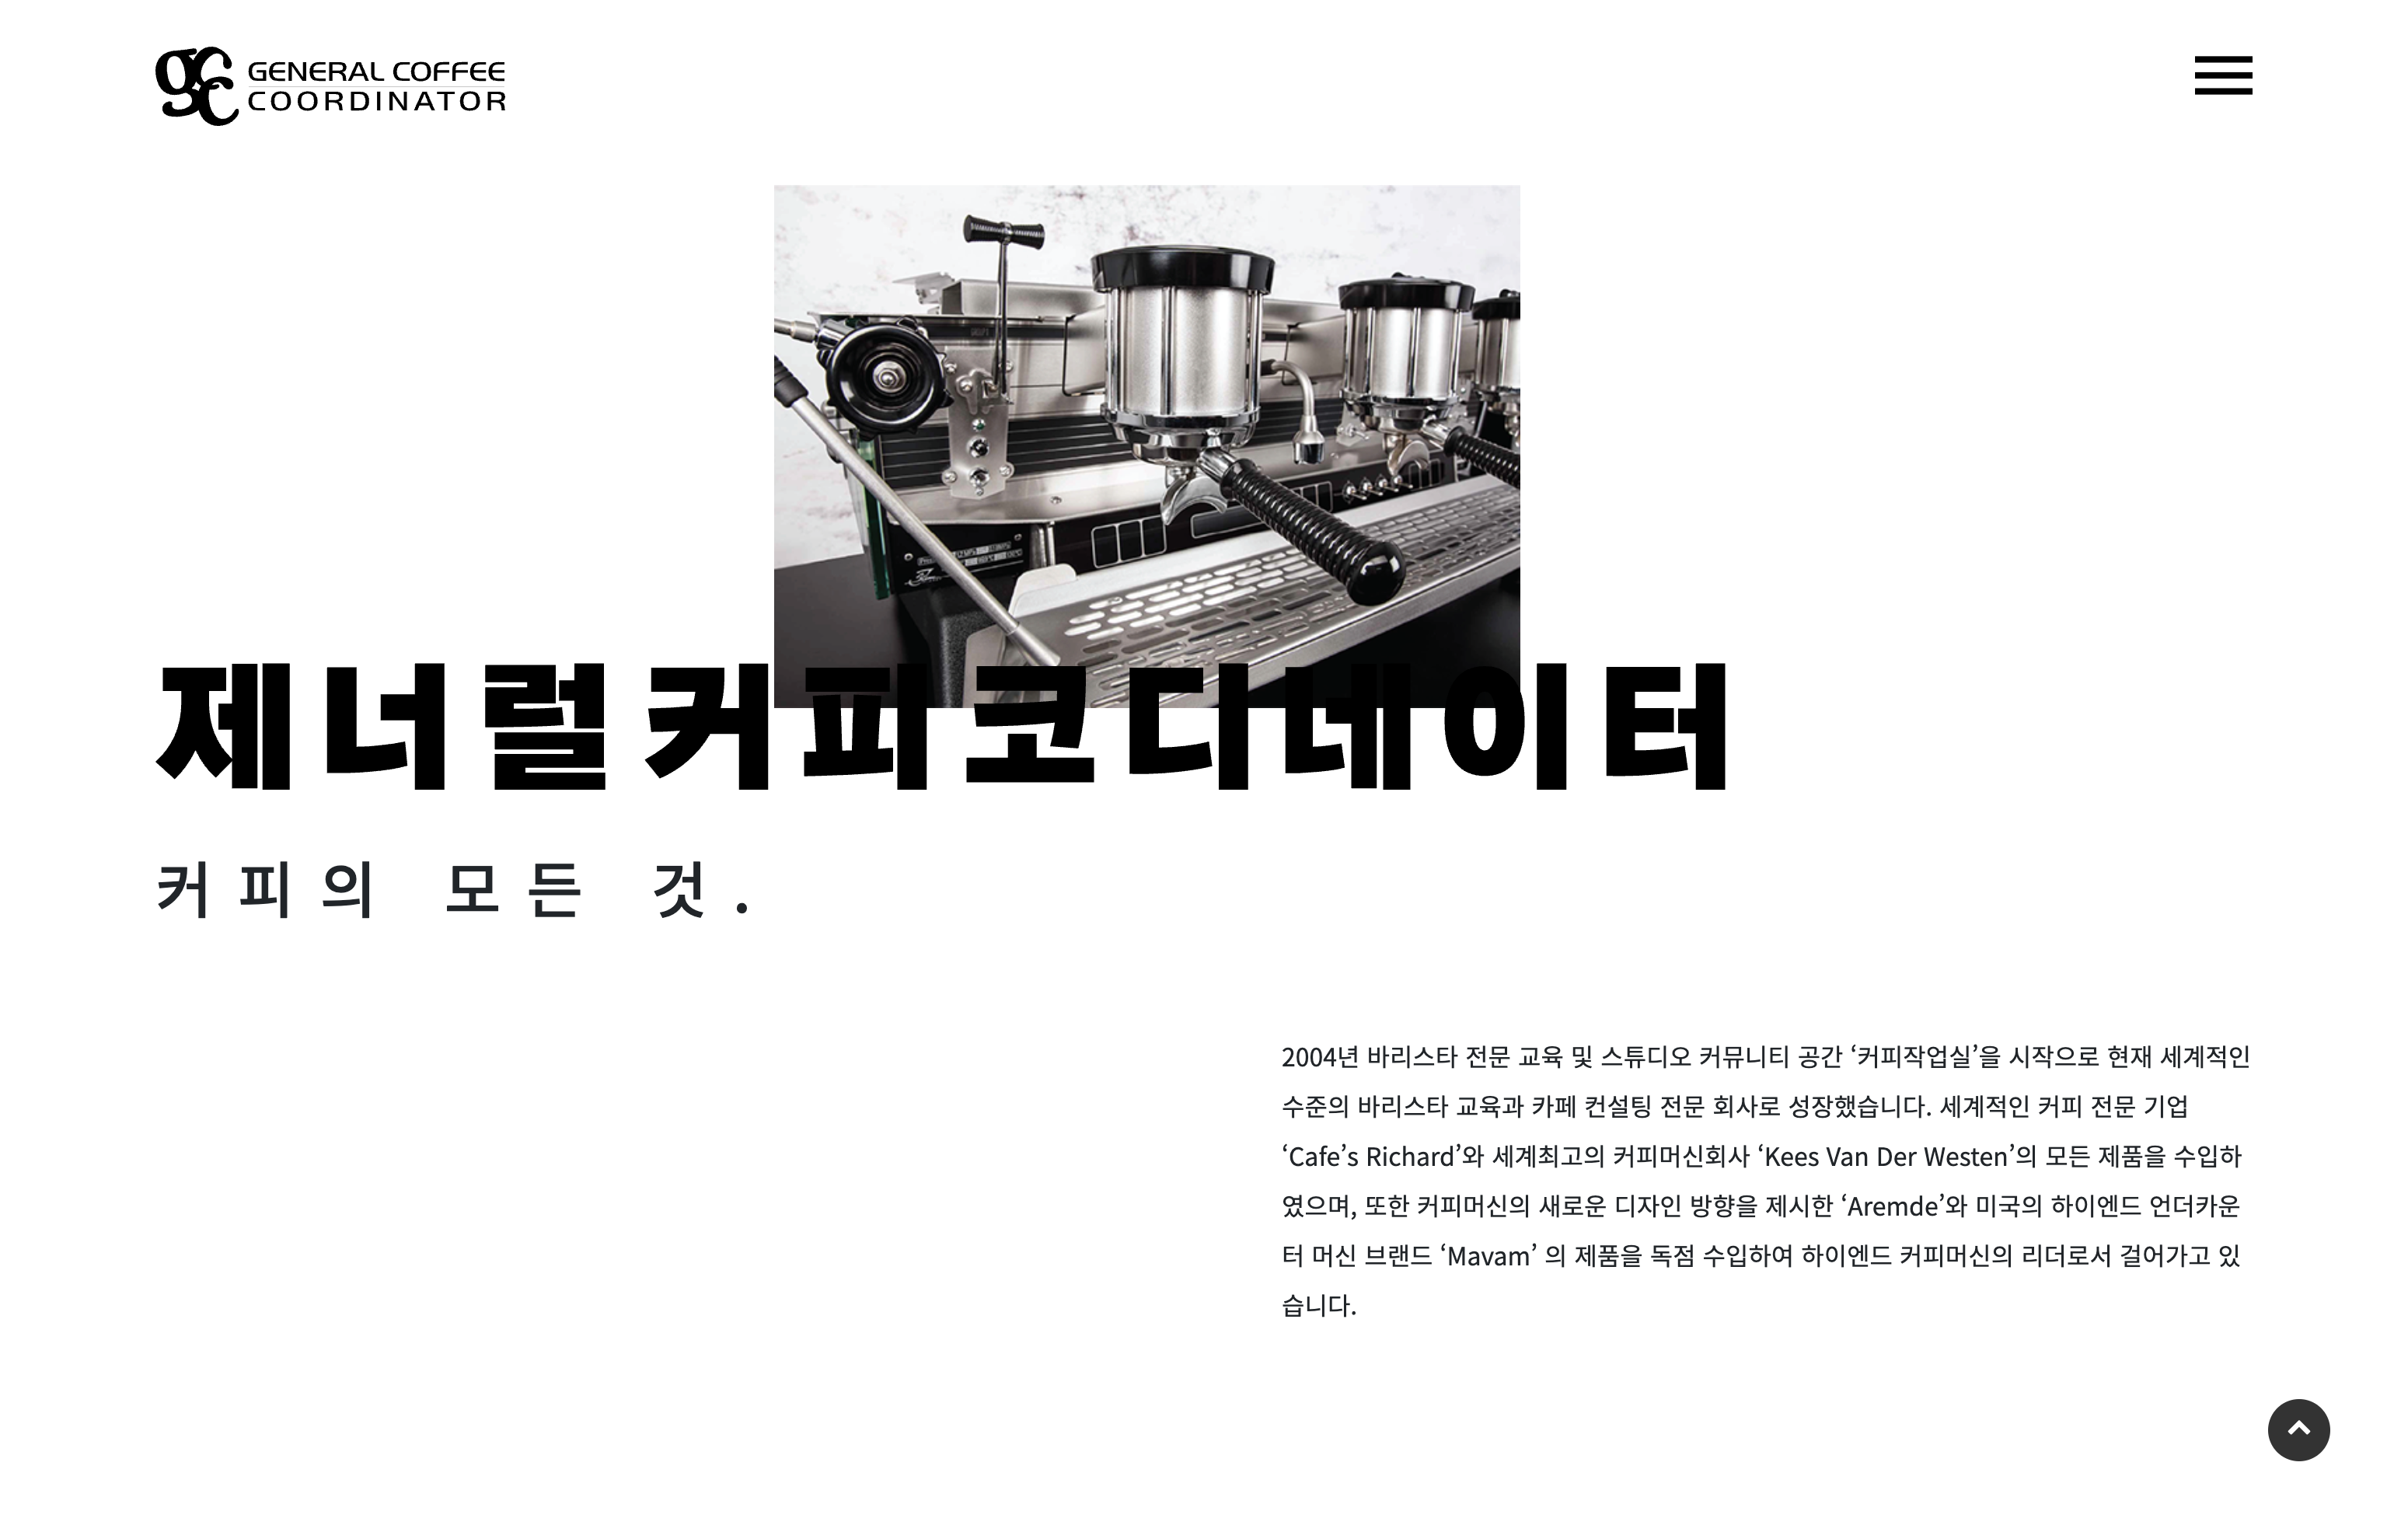 gcc GENERAL COFFEE
COORDINATOR
제너럴커피코디네이터
커피의 모든 것.
2004년 바리스타 전문 교육 및 스튜디오 커뮤니티 공간 ‘커피작업실’을 시작으로 현재 세계적인
수준의 바리스타 교육과 카페 컨설팅 전문 회사로 성장했습니다. 세계적인 커피 전문 기업
‘Cafe’s Richard’와 세계최고의 커피머신회사 ‘Kees Van Der Westen’의 모든 제품을 수입하
였으며, 또한 커피머신의 새로운 디자인 방향을 제시한 ‘Aremde’와 미국의 하이엔드 언더카운
터 머신 브랜드 ‘Mavam’ 의 제품을 독점 수입하여 하이엔드 커피머신의 리더로서 걸어가고 있
습니다.